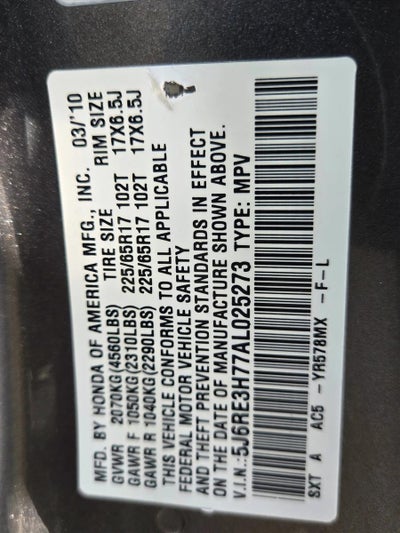 MFD. BY HONDA OF AMERICA MFG., INC. 03/'10
GVWR 2070KG(4560LBS) TIRE SIZE RIM SIZE
GAWR F 1050KG(2310LBS) 225/65R17 102T 17X6.5J
GAWR R 1040KG(2290LBS) 225/65R17 102T 17X6.5J
THIS VEHICLE CONFORMS TO ALL APPLICABLE
FEDERAL MOTOR VEHICLE SAFETY
AND THEFT PREVENTION STANDARDS IN EFFECT
ON THE DATE OF MANUFACTURE SHOWN ABOVE.
V.I.N:5J6RE3H77AL025273 TYPE: MPV
SXT A AC5 -YR578MX -F-L